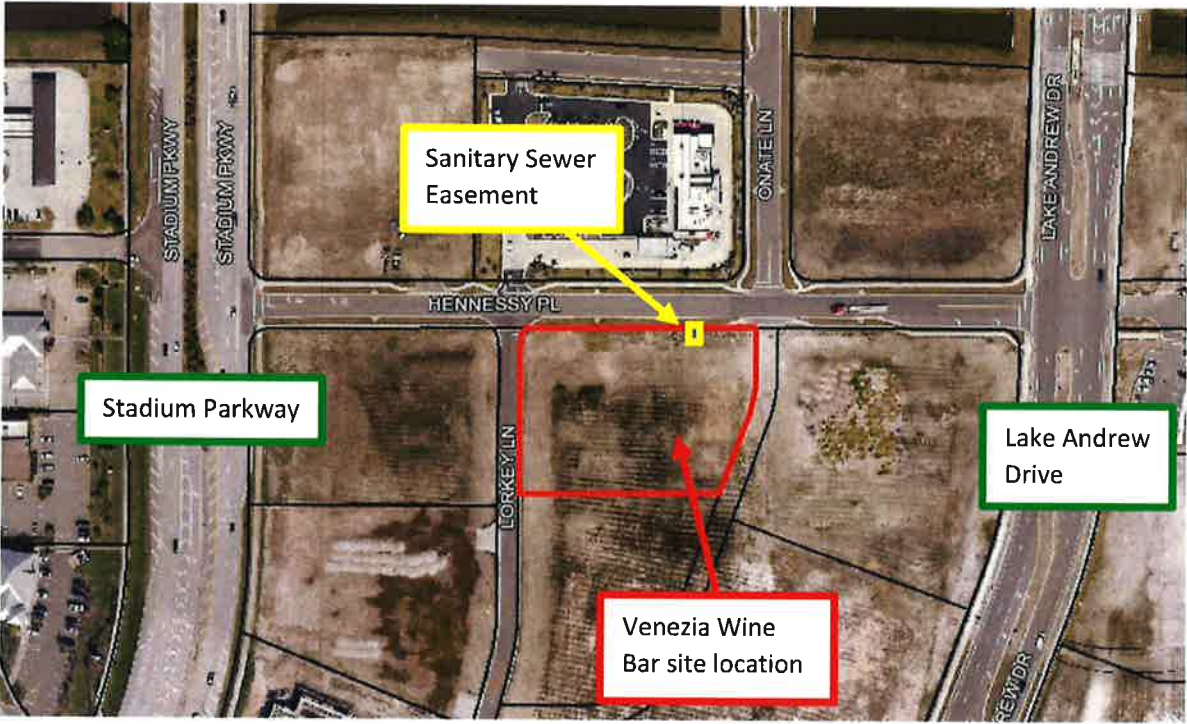 STADIUM PKWY
STADIUM PKWY
Sanitary Sewer
Easement
ONATE LN
LAKE ANDREW DR
HENNESSY PL
Stadium Parkway
LORKEY LN
Lake Andrew
Drive
Venezia Wine
Bar site location
REW DR